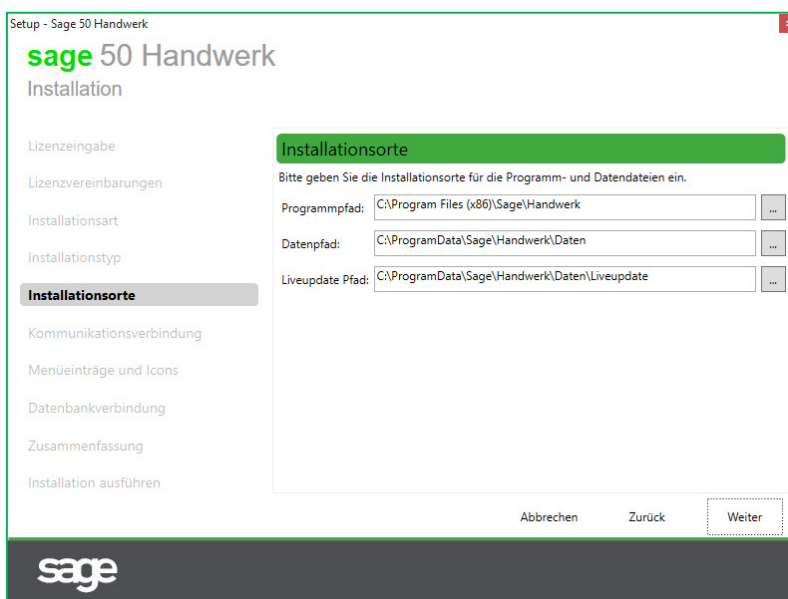 Setup - Sage 50 Handwerk
sage 50 Handwerk
Installation
Lizenzeingabe
Lizenzvereinbarungen
Installationsart
Installationstyp
Installationsorte
Kommunikationsverbindung
Menüeinträge und Icons
Datenbankverbindung
Zusammenfassung
Installation ausführen
Installationsorte
Bitte geben Sie die Installationsorte für die Programm- und Datendateien ein.
Programmpfad: C:\Program Files (x86)\Sage\Handwerk ...
Datenpfad: C:\ProgramData\Sage\Handwerk\Daten ...
Liveupdate Pfad: C:\ProgramData\Sage\Handwerk\Daten\Liveupdate ...
Abbrechen Zurück Weiter
sage